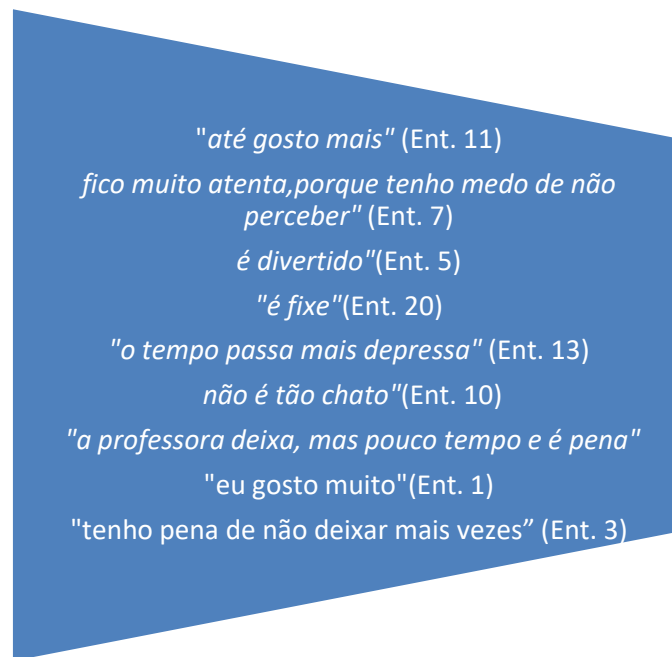 "até gosto mais" (Ent. 11)
fico muito atenta,porque tenho medo de não
perceber" (Ent. 7)
é divertido"(Ent. 5)
"é fixe"(Ent. 20)
"o tempo passa mais depressa" (Ent. 13)
não é tão chato"(Ent. 10)
"a professora deixa, mas pouco tempo e é pena"
"eu gosto muito"(Ent. 1)
"tenho pena de não deixar mais vezes” (Ent. 3)